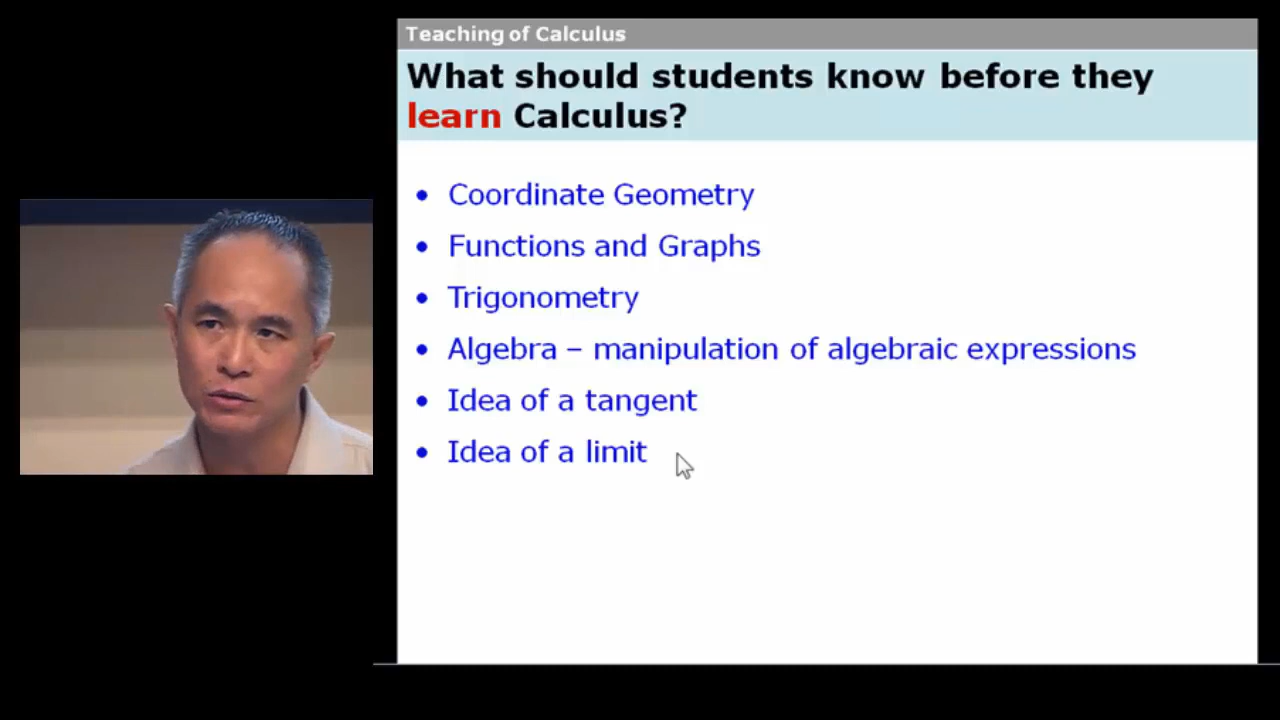 Teaching of Calculus
What should students know before they
learn Calculus?
• Coordinate Geometry
• Functions and Graphs
• Trigonometry
• Algebra – manipulation of algebraic expressions
• Idea of a tangent
• Idea of a limit